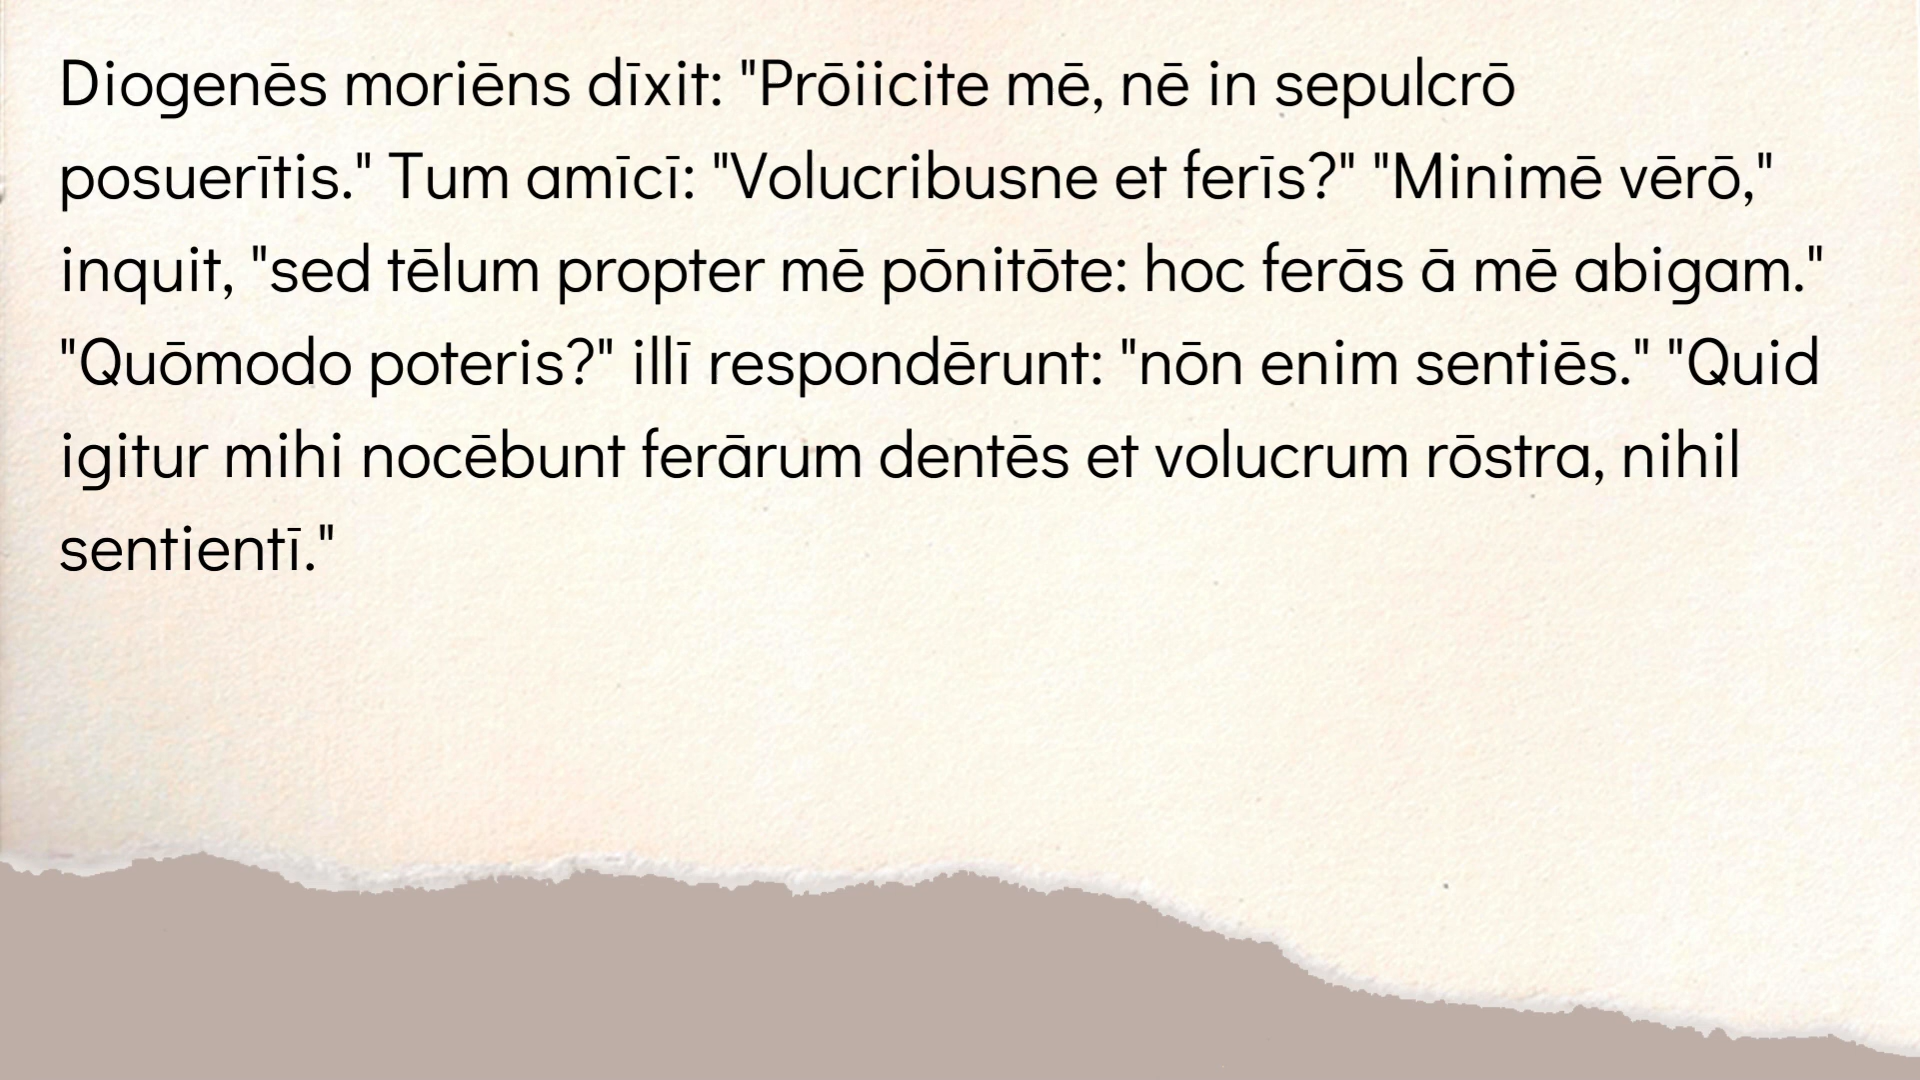 Diogenēs moriēns dīxit: "Prōiicite mē, nē in sepulcrō
posuerītis." Tum amīcī: "Volucribusne et ferīs?" "Minimē vērō,"
inquit, "sed tēlum propter mē pōnitōte: hoc ferās ā mē abigam."
"Quōmodo poteris?" illī respondērunt: "nōn enim sentiēs." "Quid
igitur mihi nocēbunt ferārum dentēs et volucrum rōstra, nihil
sentientī."